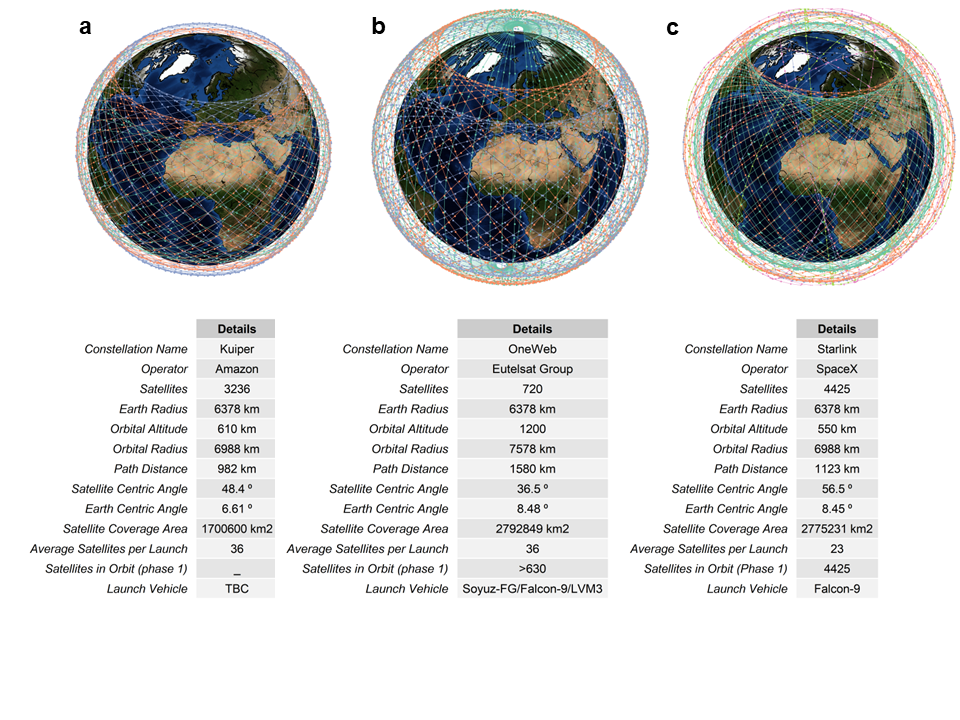 a
b
c
Details
Constellation Name Kuiper
Operator Amazon
Satellites 3236
Earth Radius 6378 km
Orbital Altitude 610 km
Orbital Radius 6988 km
Path Distance 982 km
Satellite Centric Angle 48.4 º
Earth Centric Angle 6.61 º
Satellite Coverage Area 1700600 km2
Average Satellites per Launch 36
Satellites in Orbit (phase 1) _
Launch Vehicle TBC
Details
Constellation Name OneWeb
Operator Eutelsat Group
Satellites 720
Earth Radius 6378 km
Orbital Altitude 1200
Orbital Radius 7578 km
Path Distance 1580 km
Satellite Centric Angle 36.5 º
Earth Centric Angle 8.48 º
Satellite Coverage Area 2792849 km2
Average Satellites per Launch 36
Satellites in Orbit (phase 1) >630
Launch Vehicle Soyuz-FG/Falcon-9/LVM3
Details
Constellation Name Starlink
Operator SpaceX
Satellites 4425
Earth Radius 6378 km
Orbital Altitude 550 km
Orbital Radius 6988 km
Path Distance 1123 km
Satellite Centric Angle 56.5 º
Earth Centric Angle 8.45 º
Satellite Coverage Area 2775231 km2
Average Satellites per Launch 23
Satellites in Orbit (Phase 1) 4425
Launch Vehicle Falcon-9